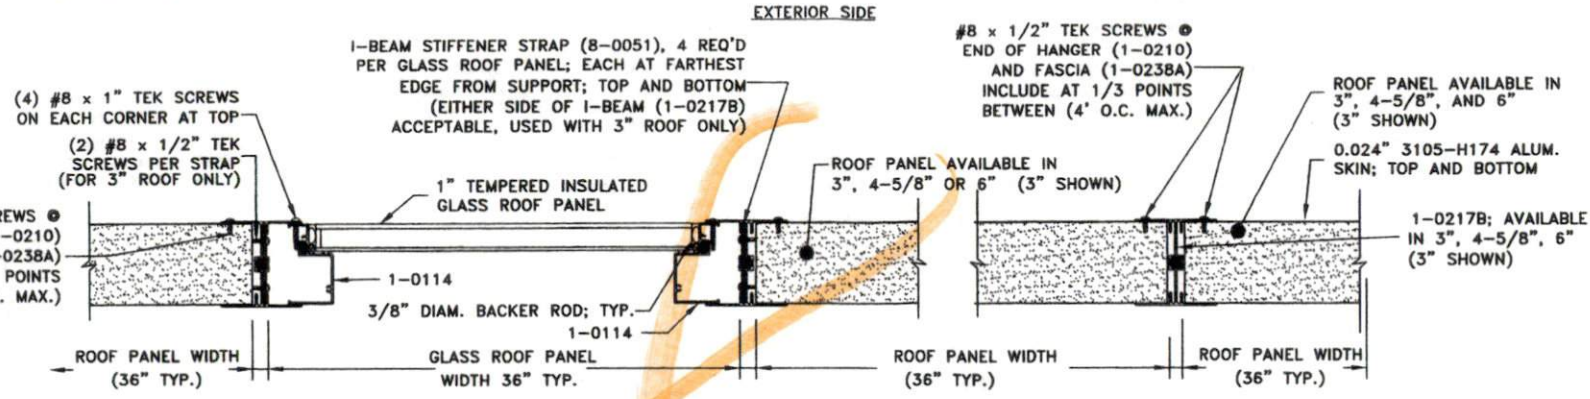 EXTERIOR SIDE
I-BEAM STIFFENER STRAP (8-0051), 4 REQ'D
PER GLASS ROOF PANEL; EACH AT FARTHEST
EDGE FROM SUPPORT; TOP AND BOTTOM
(EITHER SIDE OF I-BEAM (1-0217B)
ACCEPTABLE, USED WITH 3" ROOF ONLY)
#8 x 1/2" TEK SCREWS @
END OF HANGER (1-0210)
AND FASCIA (1-0238A)
INCLUDE AT 1/3 POINTS
BETWEEN (4' O.C. MAX.)
ROOF PANEL AVAILABLE IN
3", 4-5/8", AND 6"
(3" SHOWN)
0.024" 3105-H174 ALUM.
SKIN; TOP AND BOTTOM
(4) #8 x 1" TEK SCREWS
ON EACH CORNER AT TOP
(2) #8 x 1/2" TEK
SCREWS PER STRAP
(FOR 3" ROOF ONLY)
1" TEMPERED INSULATED
GLASS ROOF PANEL
ROOF PANEL AVAILABLE IN
3", 4-5/8" OR 6" (3" SHOWN)
REWS @
-0210)
-0238A)
POINTS
. MAX.)
1-0217B; AVAILABLE
IN 3", 4-5/8", 6"
(3" SHOWN)
1-0114
3/8" DIAM. BACKER ROD; TYP.
1-0114
ROOF PANEL WIDTH
(36" TYP.)
GLASS ROOF PANEL
WIDTH 36" TYP.
ROOF PANEL WIDTH
(36" TYP.)
ROOF PANEL WIDTH
(36" TYP.)